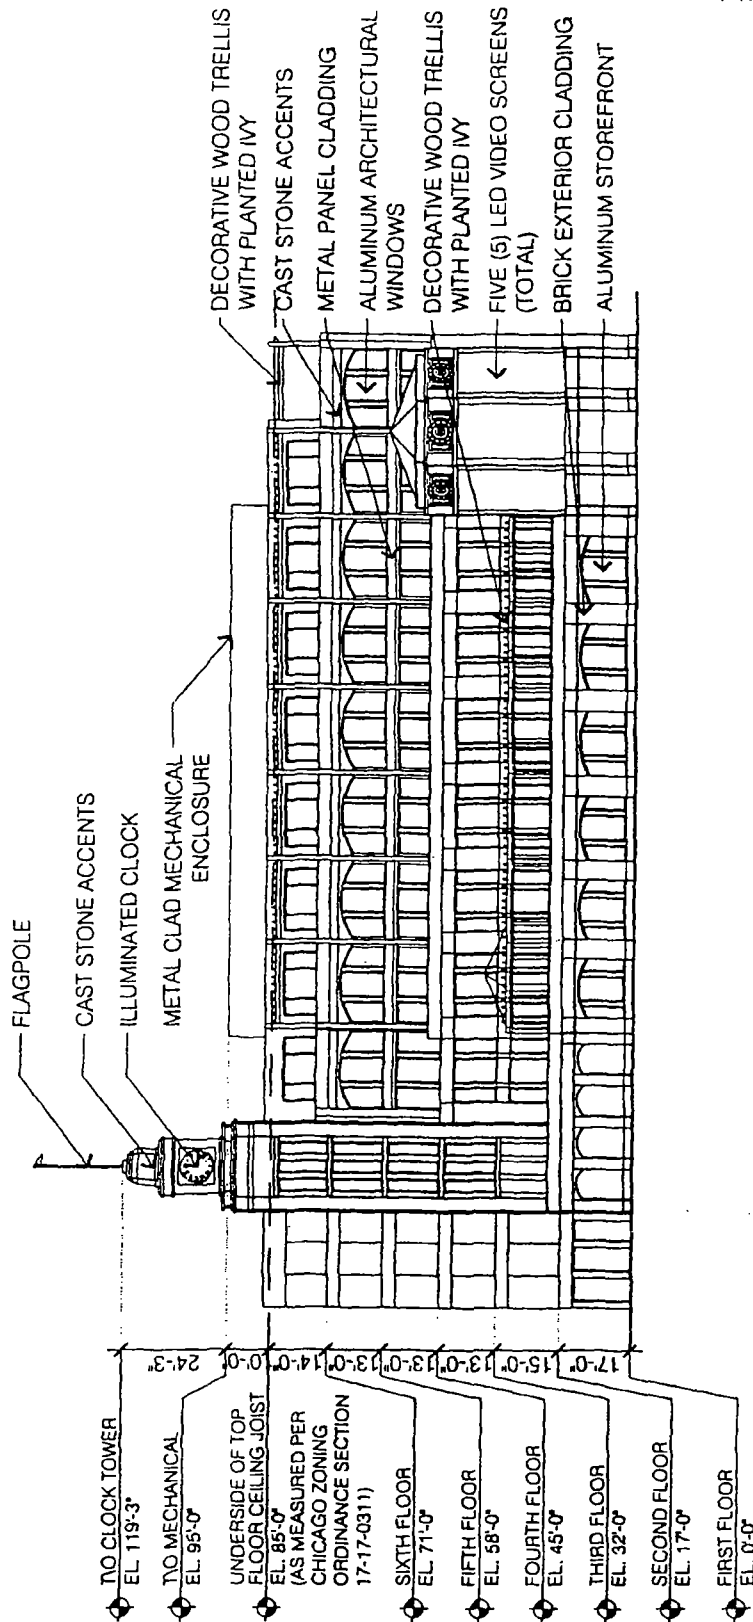 FLAGPOLE
CAST STONE ACCENTS
ILLUMINATED CLOCK
METAL CLAD MECHANICAL
ENCLOSURE
DECORATIVE WOOD TRELLIS
WITH PLANTED IVY
CAST STONE ACCENTS
METAL PANEL CLADDING
ALUMINUM ARCHITECTURAL
WINDOWS
DECORATIVE WOOD TRELLIS
WITH PLANTED IVY
FIVE (5) LED VIDEO SCREENS
(TOTAL)
BRICK EXTERIOR CLADDING
ALUMINUM STOREFRONT
T/O CLOCK TOWER
EL. 119'-3"
T/O MECHANICAL
EL. 95'-0"
UNDERSIDE OF TOP
FLOOR CEILING JOIST
EL. 85'-0"
(AS MEASURED PER
CHICAGO ZONING
ORDINANCE SECTION
17-17-0311)
SIXTH FLOOR
EL. 71'-0"
FIFTH FLOOR
EL. 58'-0"
FOURTH FLOOR
EL. 45'-0"
THIRD FLOOR
EL. 32'-0"
SECOND FLOOR
EL. 17'-0"
FIRST FLOOR
EL. 0'-0"
24'-3"
0'-0"
14'-0"
13'-0"
13'-0"
13'-0"
15'-0"
17'-0"